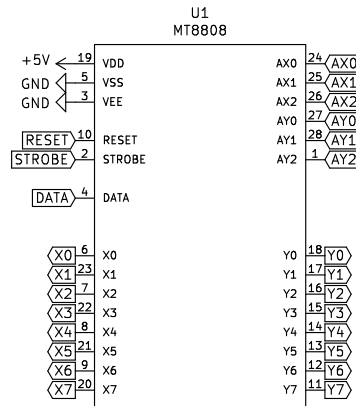 U1
MT8808
+5V 19 VDD AX0 24 AX0
GND 5 VSS AX1 25 AX1
GND 3 VEE AX2 26 AX2
AY0 27 AY0
RESET 10 RESET AY1 28 AY1
STROBE 2 STROBE AY2 1 AY2
DATA 4 DATA
X0 6 X0 Y0 18 Y0
X1 23 X1 Y1 17 Y1
X2 7 X2 Y2 16 Y2
X3 22 X3 Y3 15 Y3
X4 8 X4 Y4 14 Y4
X5 21 X5 Y5 13 Y5
X6 9 X6 Y6 12 Y6
X7 20 X7 Y7 11 Y7